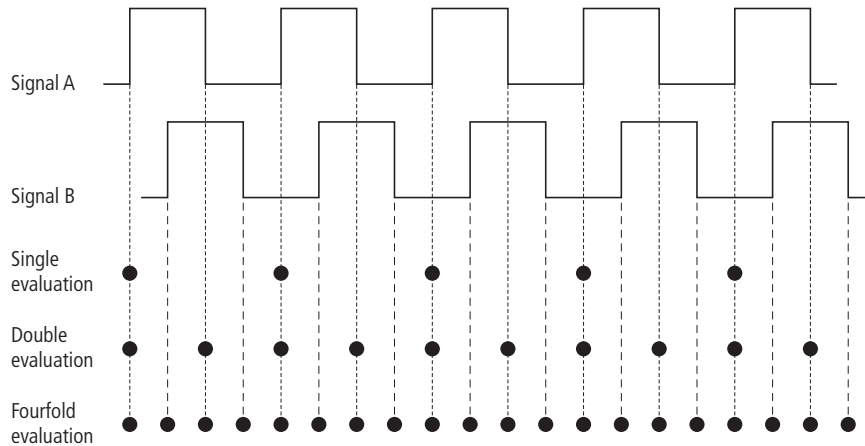 Signal A
Signal B
Single
evaluation
Double
evaluation
Fourfold
evaluation